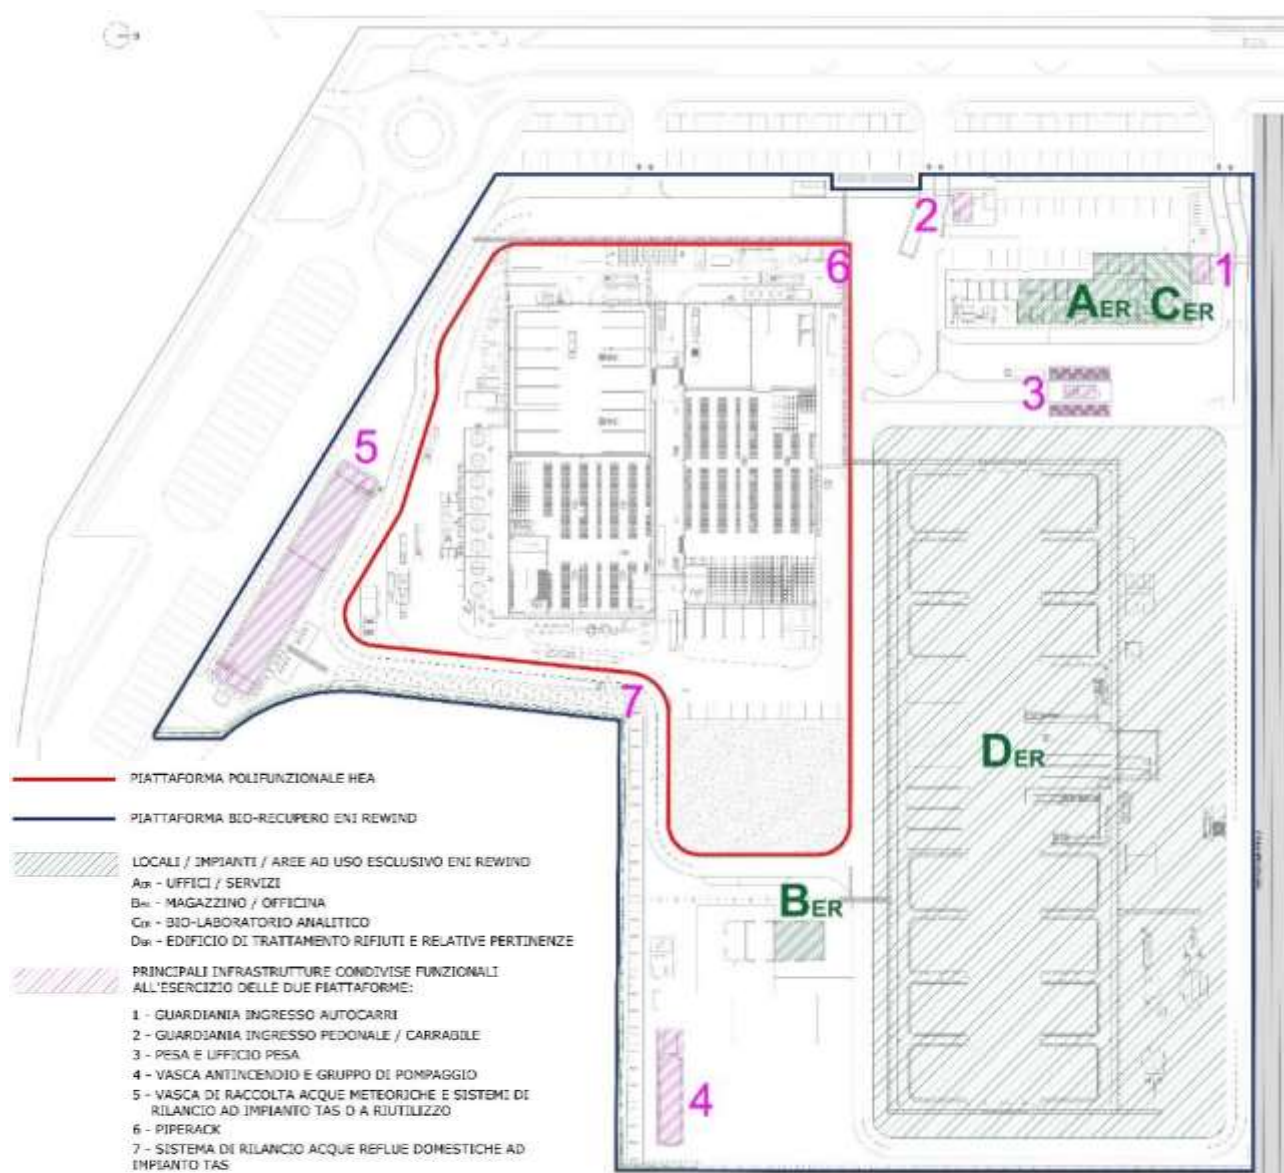 2
6
1
AER CER
3
5
7
DER
BER
4
PIATTAFORMA POLIFUNZIONALE HEA
PIATTAFORMA BIO-RECUPERO ENI REWIND
LOCALI / IMPIANTI / AREE AD USO ESCLUSIVO ENI REWIND
AER - UFFICI / SERVIZI
BER - MAGAZZINO / OFFICINA
CER - BIO-LABORATORIO ANALITICO
DER - EDIFICIO DI TRATTAMENTO RIFIUTI E RELATIVE PERTINENZE
PRINCIPALI INFRASTRUTTURE CONDIVISE FUNZIONALI
ALL'ESERCIZIO DELLE DUE PIATTAFORME:
1 - GUARDIANIA INGRESSO AUTOCARRI
2 - GUARDIANIA INGRESSO PEDONALE / CARRABILE
3 - PESA E UFFICIO PESA
4 - VASCA ANTINCENDIO E GRUPPO DI POMPAGGIO
5 - VASCA DI RACCOLTA ACQUE METEORICHE E SISTEMI DI
RILANCIO AD IMPIANTO TAS O A RIUTILIZZO
6 - PIPERACK
7 - SISTEMA DI RILANCIO ACQUE REFLUE DOMESTICHE AD
IMPIANTO TAS